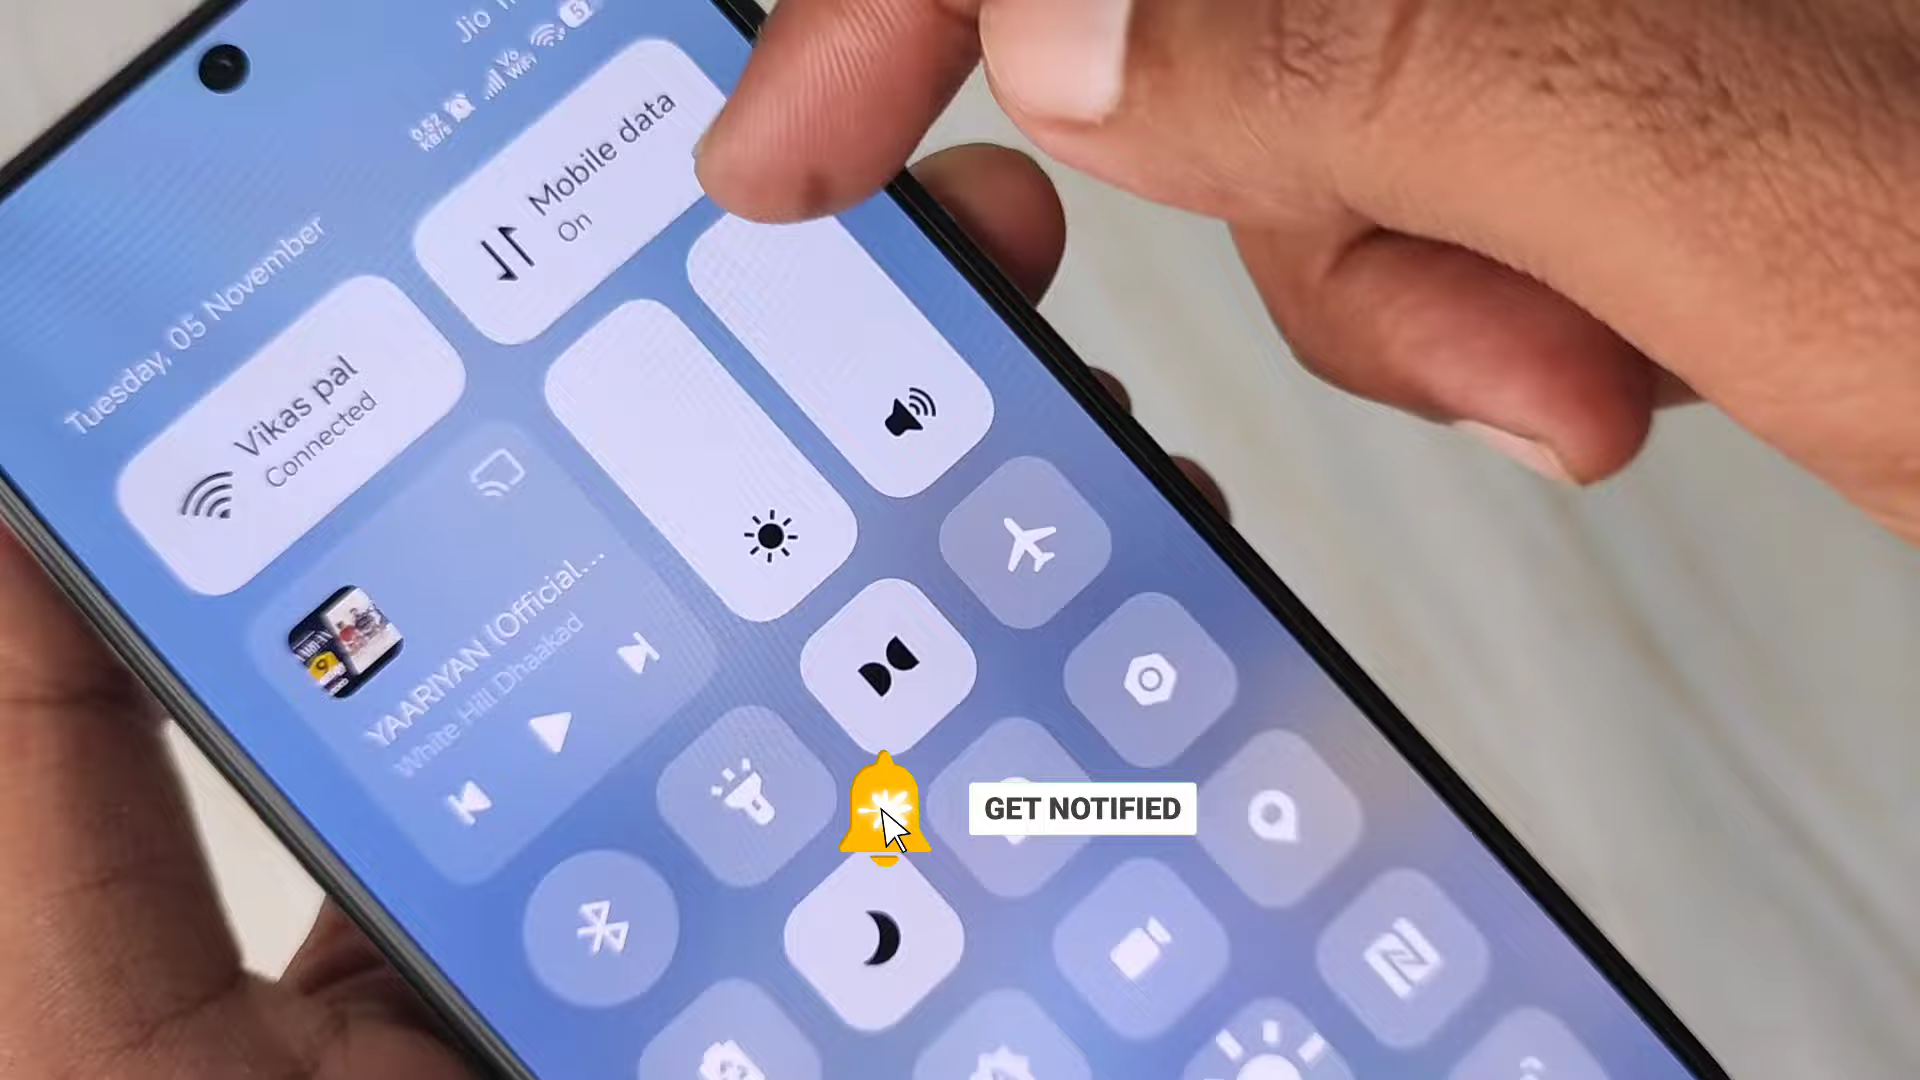 Jio
0.52
KB/s
Vo
WiFi
57
Tuesday, 05 November
Mobile data
On
Vikas pal
Connected
YAARIYAN (Official...
White Hill Dhaakad
GET NOTIFIED